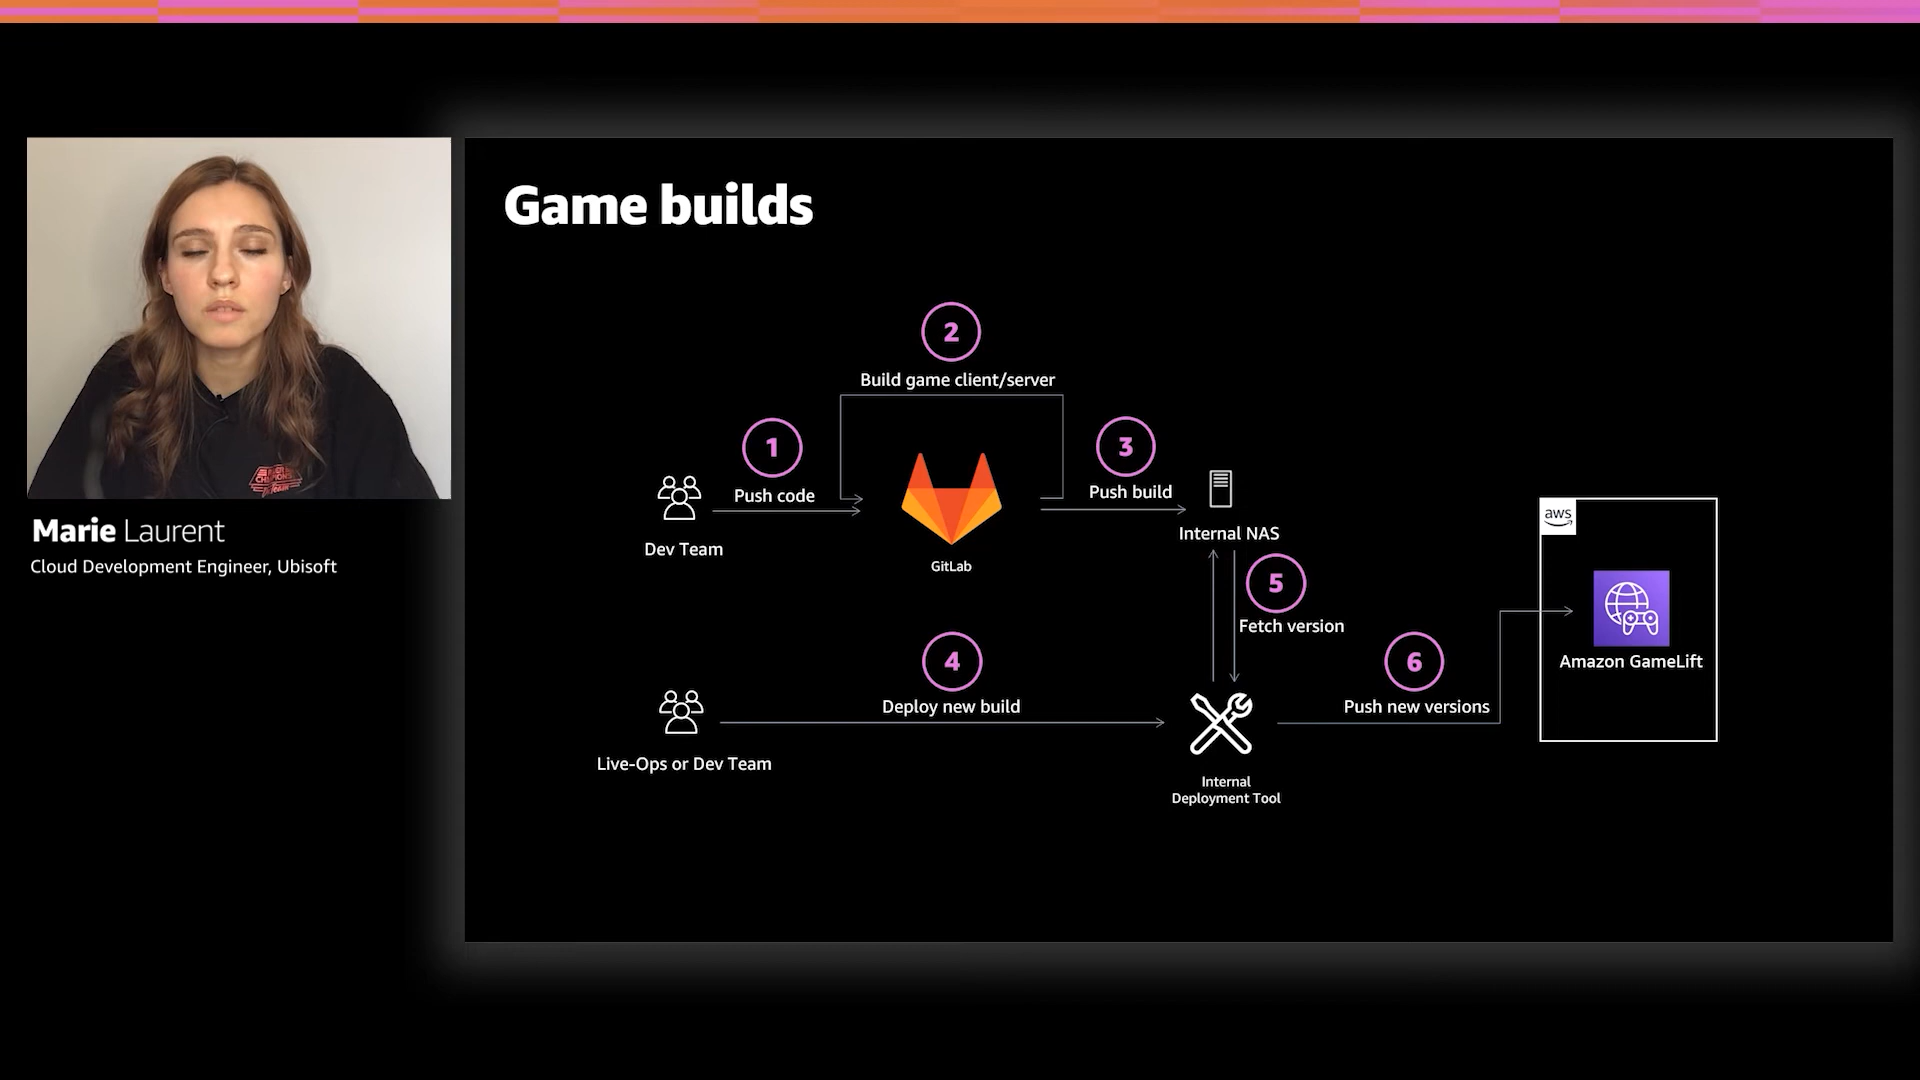 Game builds
2
Build game client/server
1
Push code
3
Push build
Dev Team
GitLab
Internal NAS
aws
5
Fetch version
Amazon GameLift
4
Deploy new build
6
Push new versions
Live-Ops or Dev Team
Internal
Deployment Tool
Marie Laurent
Cloud Development Engineer, Ubisoft